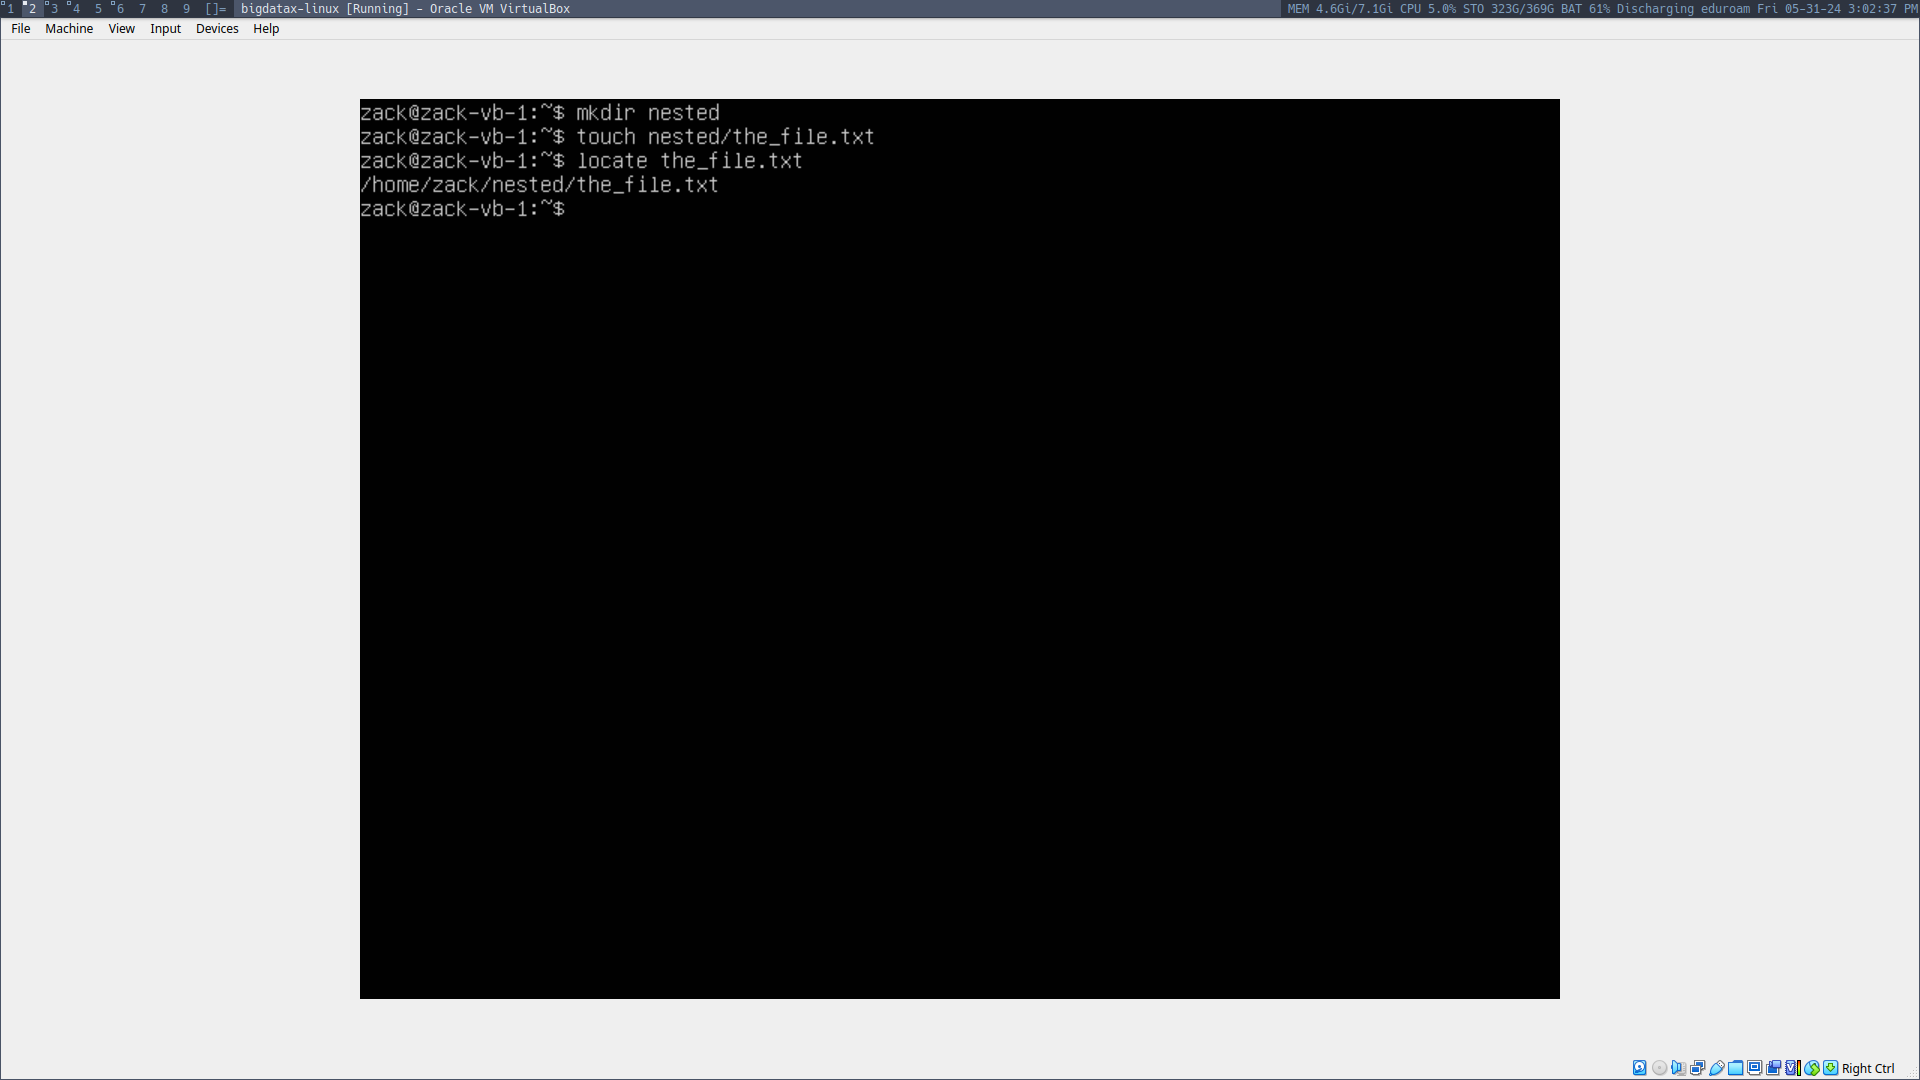 1 2 3 4 5 6 7 8 9 []= bigdatax-linux [Running] - Oracle VM VirtualBox MEM 4.6Gi/7.1Gi CPU 5.0% STO 323G/369G BAT 61% Discharging eduroam Fri 05-31-24 3:02:37 PM
File Machine View Input Devices Help
zack@zack-vb-1:~$ mkdir nested
zack@zack-vb-1:~$ touch nested/the_file.txt
zack@zack-vb-1:~$ locate the_file.txt
/home/zack/nested/the_file.txt
zack@zack-vb-1:~$
Right Ctrl